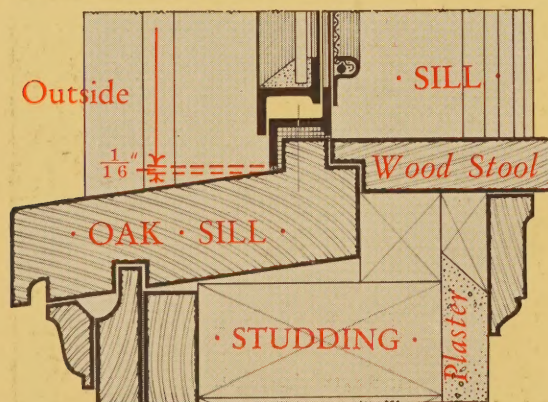 Outside
· SILL ·
1/16"
Wood Stool
· OAK · SILL ·
· STUDDING ·
Plaster